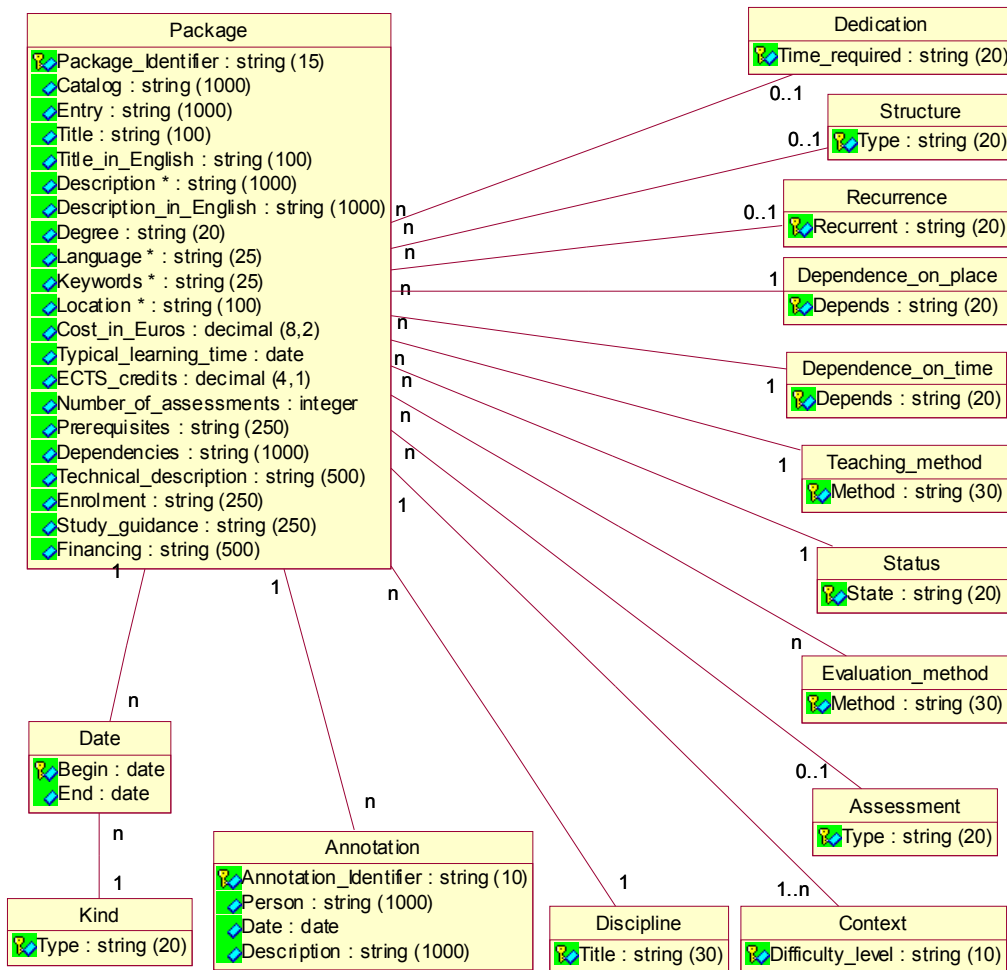 Package
Package_Identifier : string (15)
Catalog : string (1000)
Entry : string (1000)
Title : string (100)
Title_in_English : string (100)
Description * : string (1000)
Description_in_English : string (1000)
Degree : string (20)
Language * : string (25)
Keywords * : string (25)
Location * : string (100)
Cost_in_Euros : decimal (8,2)
Typical_learning_time : date
ECTS_credits : decimal (4,1)
Number_of_assessments : integer
Prerequisites : string (250)
Dependencies : string (1000)
Technical_description : string (500)
Enrolment : string (250)
Study_guidance : string (250)
Financing : string (500)
Dedication
Time_required : string (20)
0..1
n
Structure
Type : string (20)
0..1
n
Recurrence
Recurrent : string (20)
0..1
n
Dependence_on_place
Depends : string (20)
1
n
Dependence_on_time
Depends : string (20)
1
n
Teaching_method
Method : string (30)
1
n
Status
State : string (20)
1
n
Evaluation_method
Method : string (30)
n
n
Assessment
Type : string (20)
0..1
n
Context
Difficulty_level : string (10)
1..n
1
Discipline
Title : string (30)
1
n
Annotation
Annotation_Identifier : string (10)
Person : string (1000)
Date : date
Description : string (1000)
n
1
Date
Begin : date
End : date
n
1
n
1
Kind
Type : string (20)